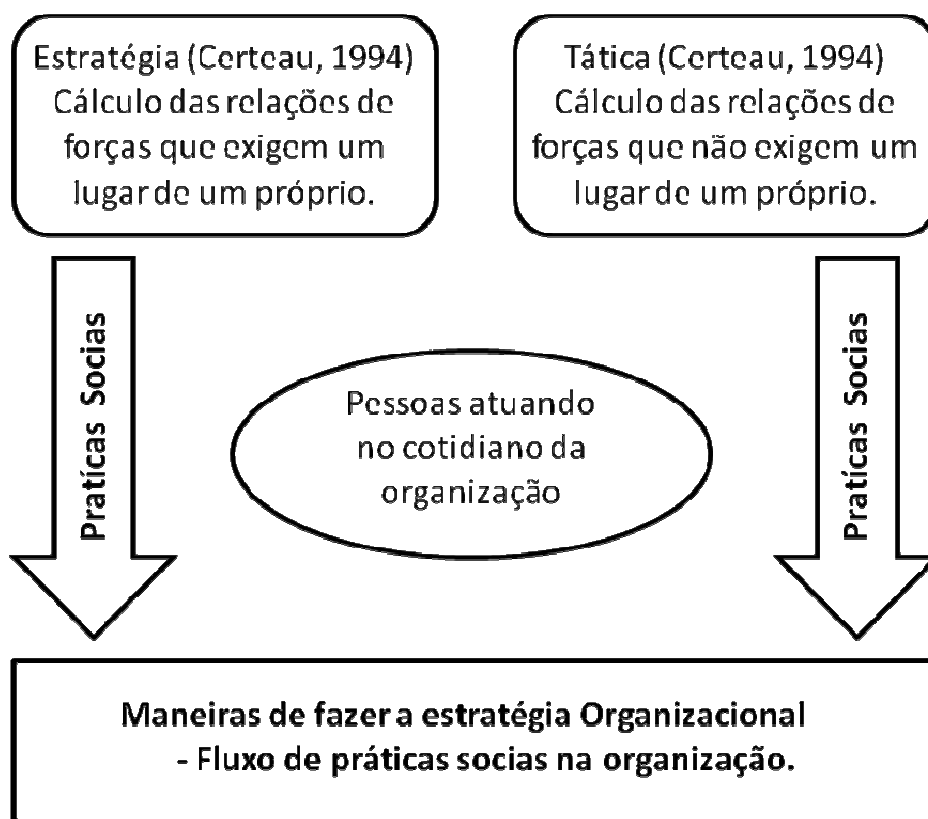 Estratégia (Certeau, 1994)
Cálculo das relações de
forças que exigem um
lugar de um próprio.
Tática (Certeau, 1994)
Cálculo das relações de
forças que não exigem um
lugar de um próprio.
Pratícas Socias
Pessoas atuando
no cotidiano da
organização
Pratícas Socias
Maneiras de fazer a estratégia Organizacional
- Fluxo de práticas socias na organização.